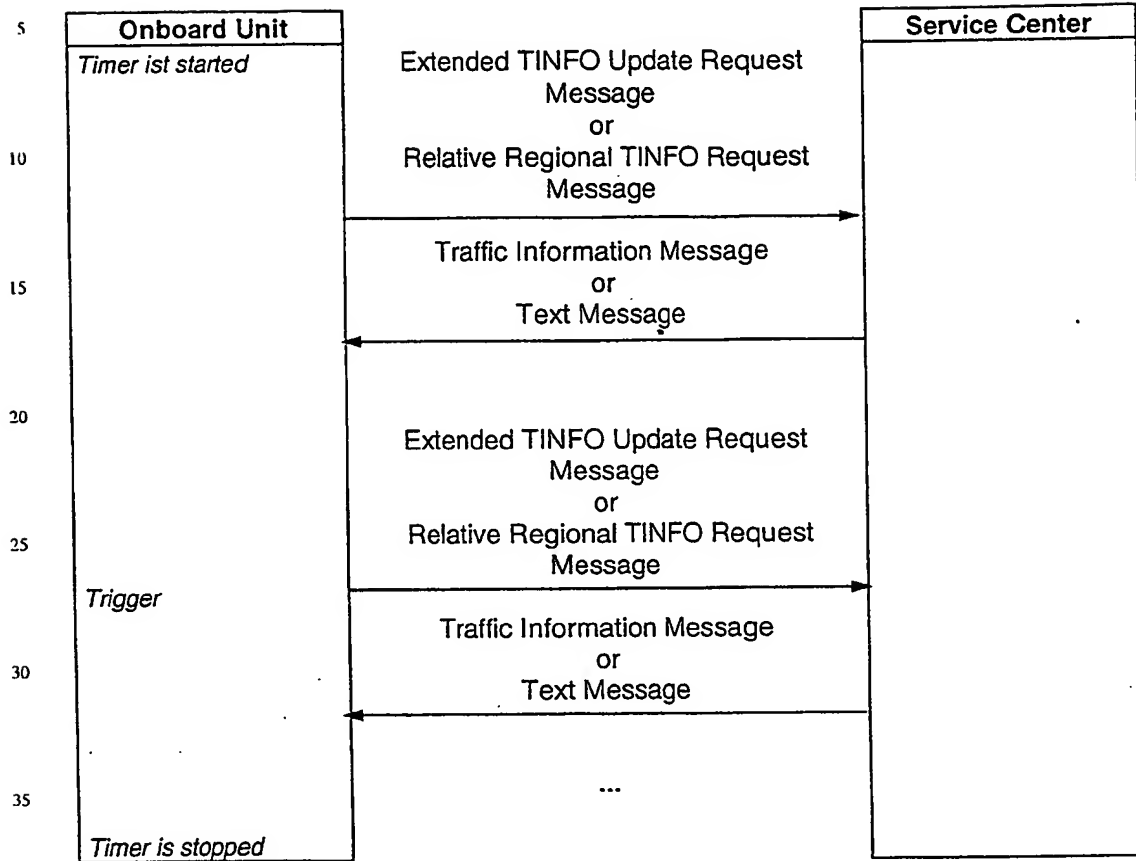 5
Onboard Unit
Service Center
Timer ist started
Extended TINFO Update Request
Message
or
10
Relative Regional TINFO Request
Message
Traffic Information Message
15
or
Text Message
20
Extended TINFO Update Request
Message
or
25
Relative Regional TINFO Request
Message
Trigger
Traffic Information Message
or
30
Text Message
...
35
Timer is stopped